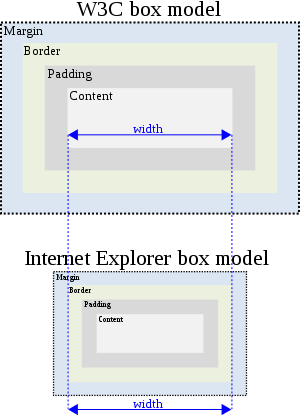 W3C box model
Margin
Border
Padding
Content
width
Internet Explorer box model
Margin
Border
Padding
Content
width